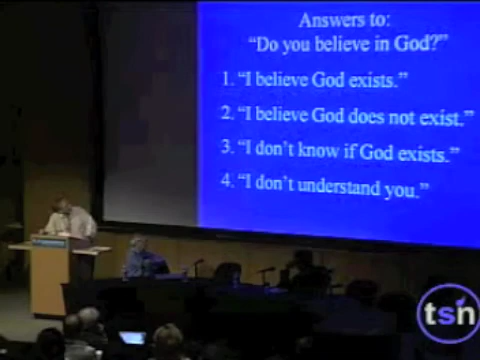 Answers to:
"Do you believe in God?"
1. "I believe God exists."
2. "I believe God does not exist."
3. "I don't know if God exists."
4. "I don't understand you."
tsn